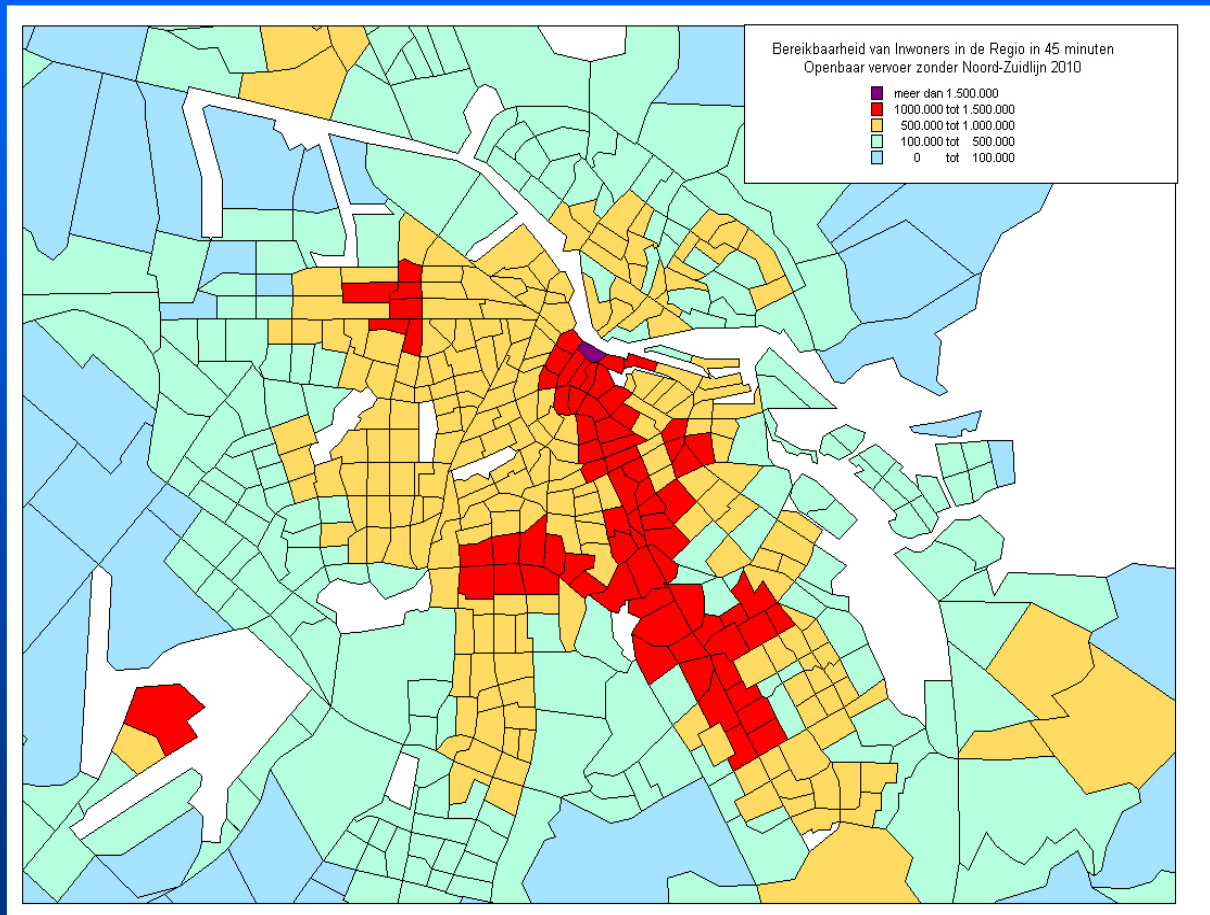 Bereikbaarheid van Inwoners in de Regio in 45 minuten
Openbaar vervoer zonder Noord-Zuidlijn 2010
meer dan 1.500.000
1000.000 tot 1.500.000
500.000 tot 1.000.000
100.000 tot 500.000
0 tot 100.000